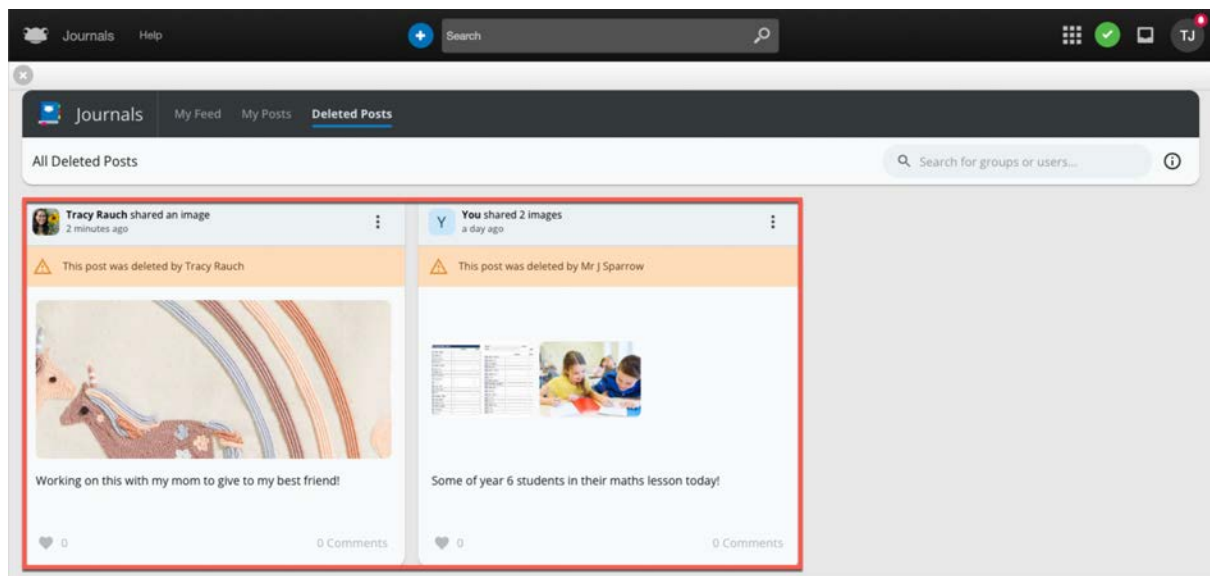 Journals Help Search TJ
Journals My Feed My Posts Deleted Posts
All Deleted Posts Search for groups or users...
Tracy Rauch shared an image
2 minutes ago
This post was deleted by Tracy Rauch
Working on this with my mom to give to my best friend!
0 0 Comments
Y You shared 2 images
a day ago
This post was deleted by Mr J Sparrow
Some of year 6 students in their maths lesson today!
0 0 Comments